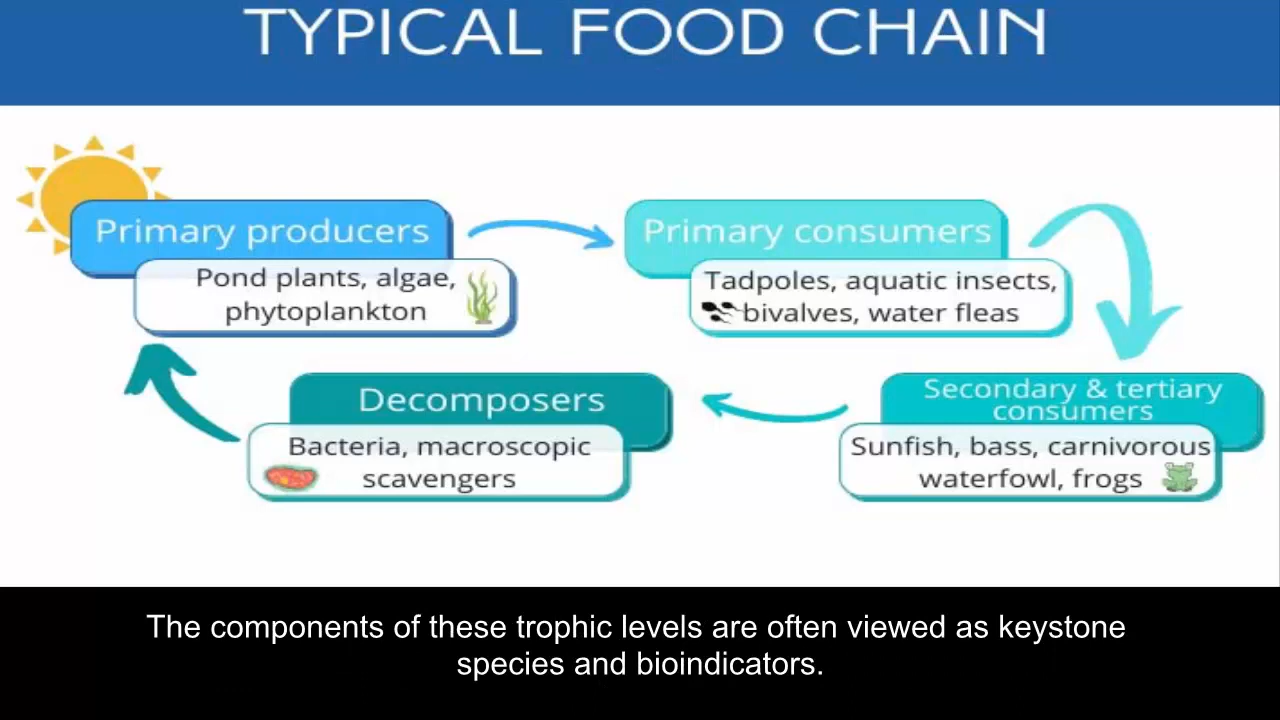 TYPICAL FOOD CHAIN
Primary producers
Pond plants, algae,
phytoplankton
Primary consumers
Tadpoles, aquatic insects,
bivalves, water fleas
Secondary & tertiary
consumers
Sunfish, bass, carnivorous
waterfowl, frogs
Decomposers
Bacteria, macroscopic
scavengers
The components of these trophic levels are often viewed as keystone
species and bioindicators.